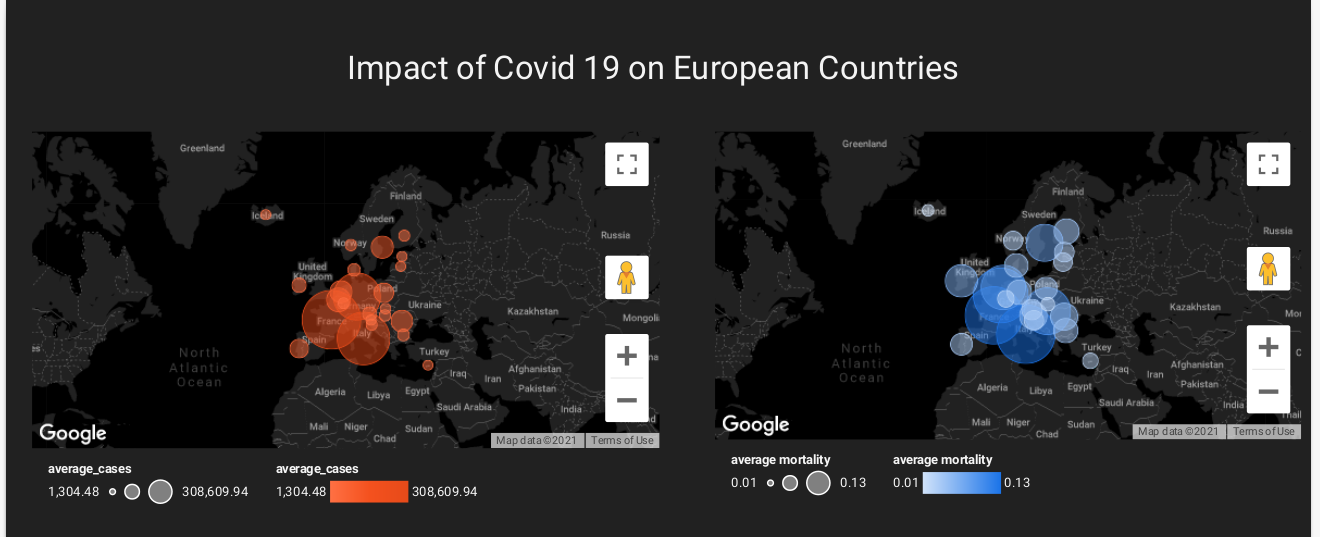 Impact of Covid 19 on European Countries
Greenland
Iceland
Finland
Sweden
Norway
Russia
United
Kingdom
Poland
Ukraine
Kazakhstan
Mongoli
France
Italy
Spain
Turkey
North
Atlantic
Ocean
Iraq
Iran
Afghanistan
Pakistan
Algeria
Libya
Egypt
Saudi Arabia
India
Mali
Niger
Chad
Sudan
Google
Map data ©2021
Terms of Use
average_cases
1,304.48
308,609.94
average_cases
1,304.48
308,609.94
Greenland
Iceland
Finland
Sweden
Norway
Russia
United
Kingdom
Poland
Ukraine
Kazakhstan
France
Spain
Turkey
North
Atlantic
Ocean
Iraq
Iran
Afghanistan
Pakistan
Algeria
Libya
Egypt
Saudi Arabia
India
Mali
Niger
Chad
Sudan
Google
Map data ©2021
Terms of Use
average mortality
0.01
0.13
average mortality
0.01
0.13